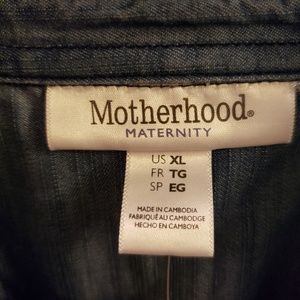 Motherhood®
MATERNITY
US XL
FR TG
SP EG
MADE IN CAMBODIA
FABRIQUÉ AU CAMBODGE
HECHO EN CAMBOYA